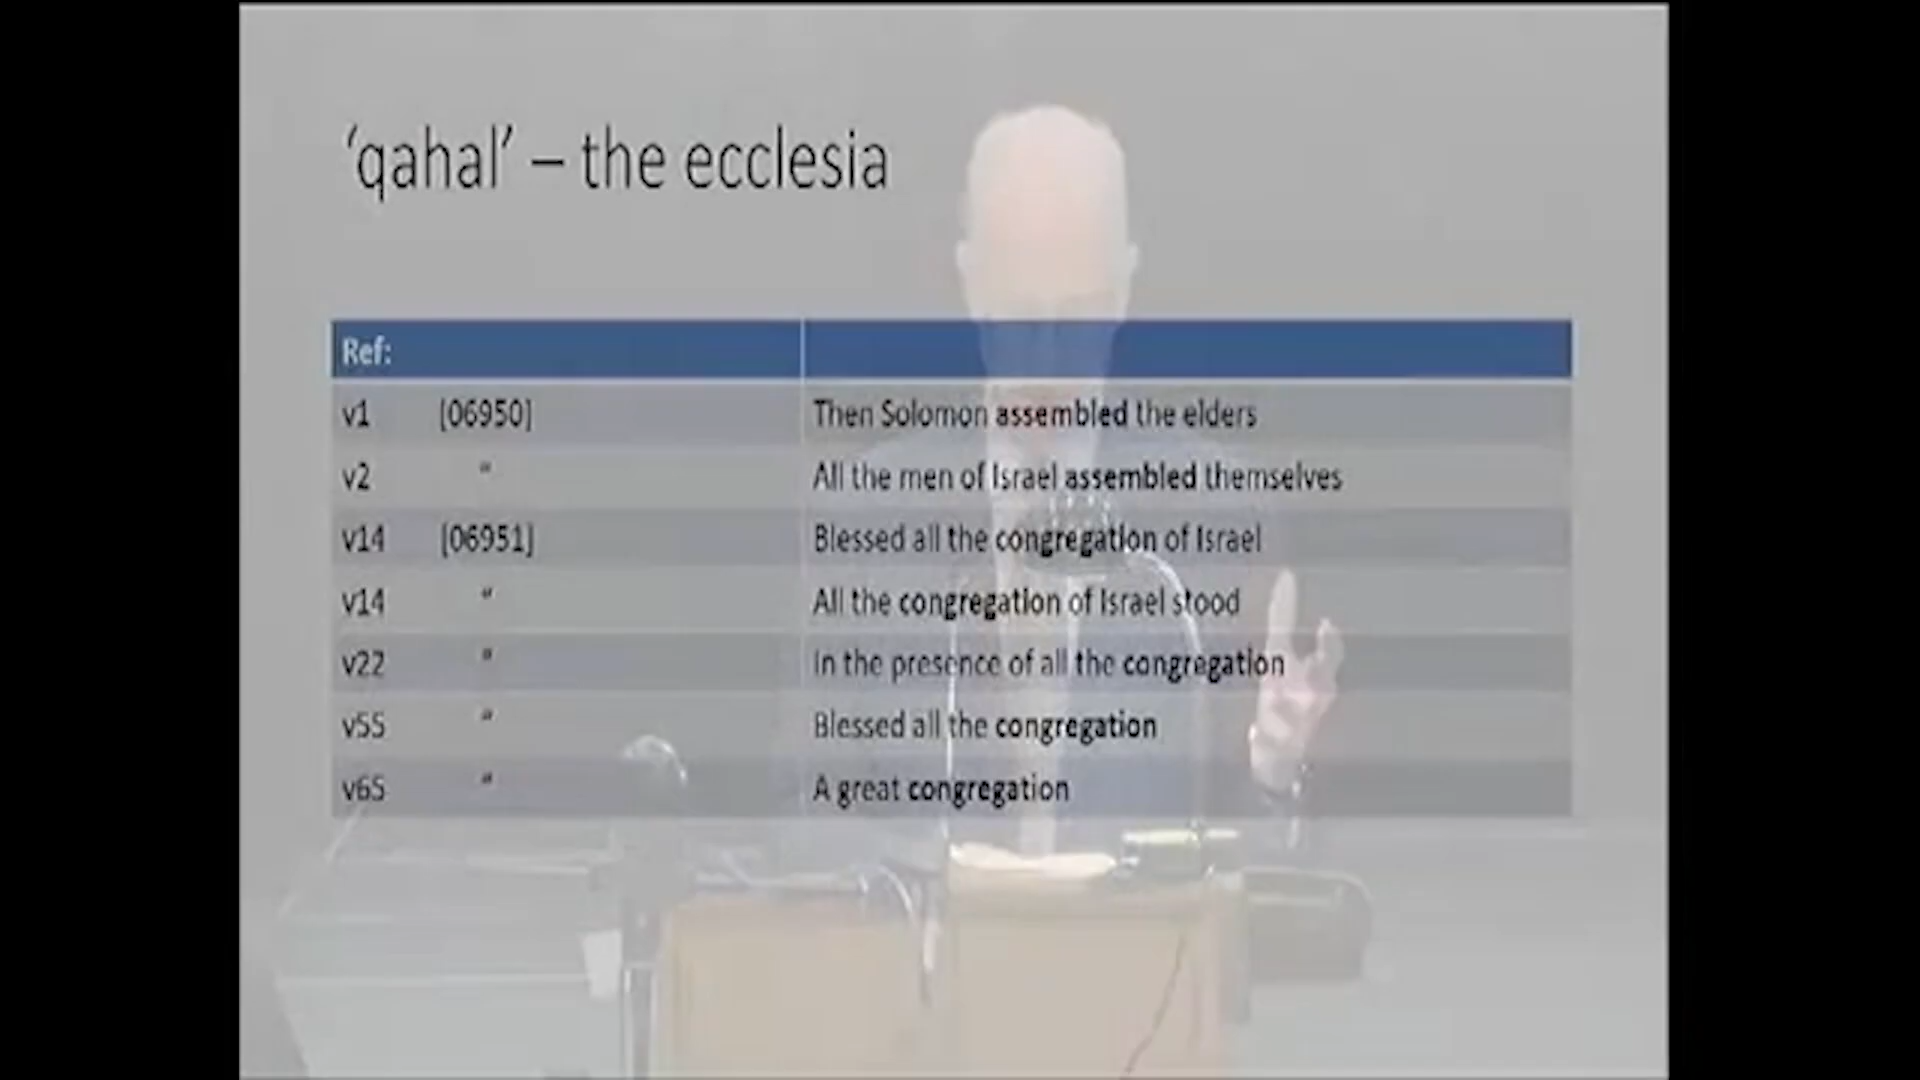 ‘qahal’ – the ecclesia
Ref:
v1 [06950] Then Solomon assembled the elders
v2 “ All the men of Israel assembled themselves
v14 [06951] Blessed all the congregation of Israel
v14 “ All the congregation of Israel stood
v22 “ In the presence of all the congregation
v55 “ Blessed all the congregation
v65 “ A great congregation